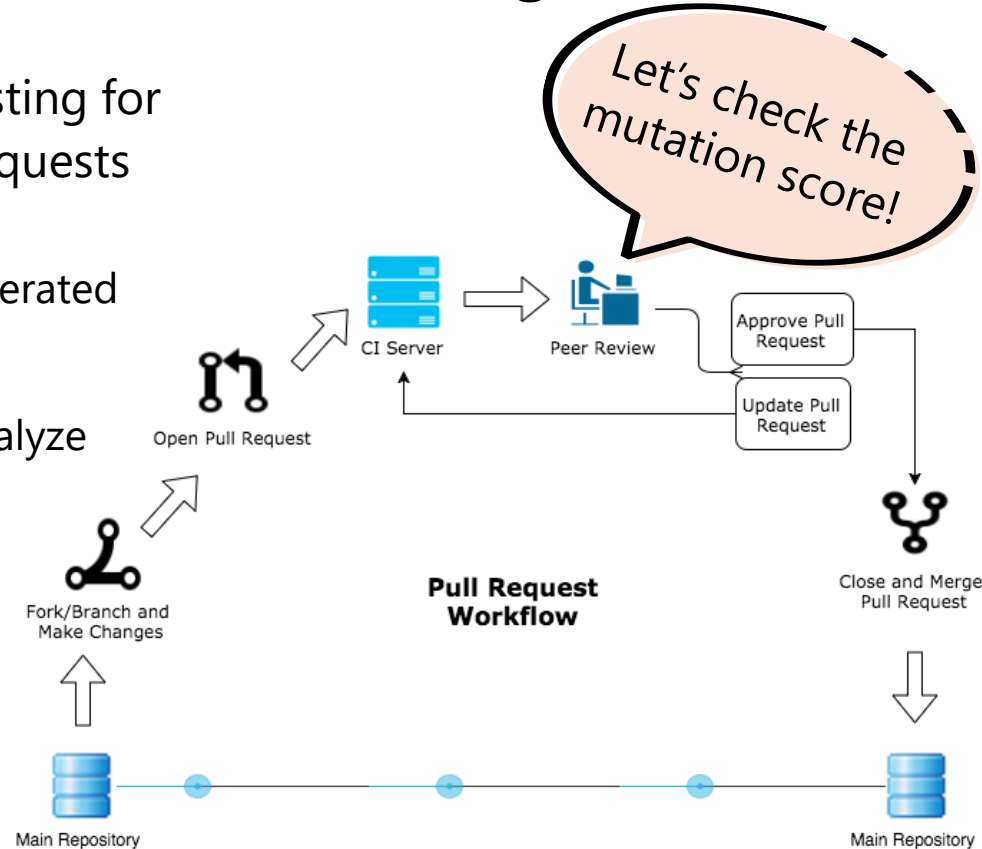 sting for
quests
erated
alyze
Let's check the
mutation score!
CI Server
Peer Review
Approve Pull
Request
Update Pull
Request
Open Pull Request
Fork/Branch and
Make Changes
Pull Request
Workflow
Close and Merge
Pull Request
Main Repository
Main Repository